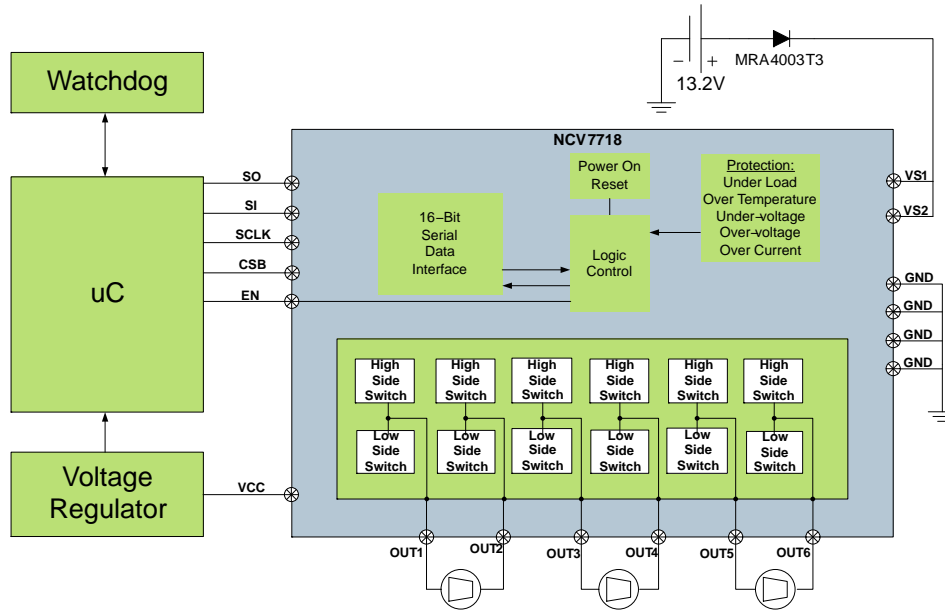 Watchdog
uC
Voltage
Regulator
SO
SI
SCLK
CSB
EN
VCC
− +
13.2V
MRA4003T3
NCV7718
Power On
Reset
16−Bit
Serial
Data
Interface
Logic
Control
Protection:
Under Load
Over Temperature
Under−voltage
Over−voltage
Over Current
VS1
VS2
GND
GND
GND
GND
High
Side
Switch
High
Side
Switch
High
Side
Switch
High
Side
Switch
High
Side
Switch
High
Side
Switch
Low
Side
Switch
Low
Side
Switch
Low
Side
Switch
Low
Side
Switch
Low
Side
Switch
Low
Side
Switch
OUT1
OUT2
OUT3
OUT4
OUT5
OUT6